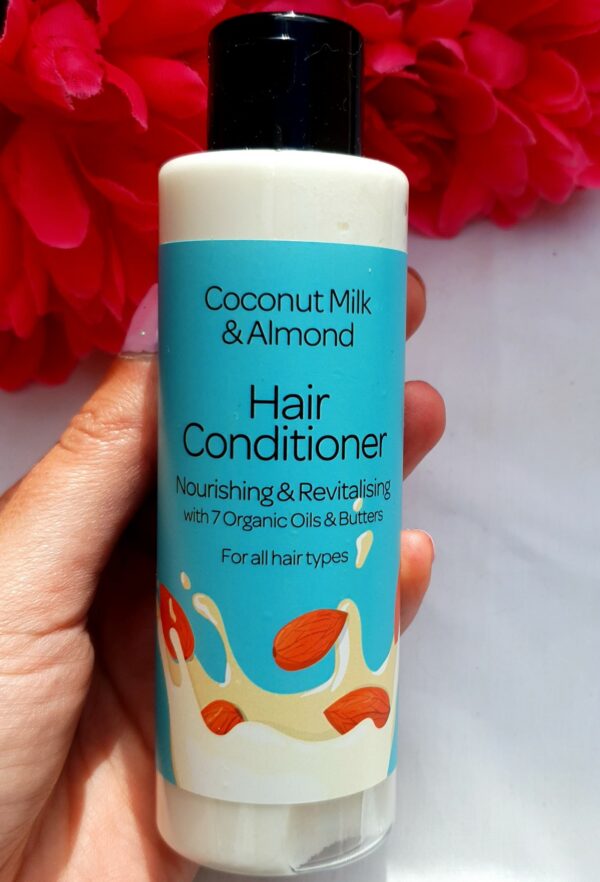 Coconut Milk
& Almond
Hair
Conditioner
Nourishing & Revitalising
with 7 Organic Oils & Butters
For all hair types